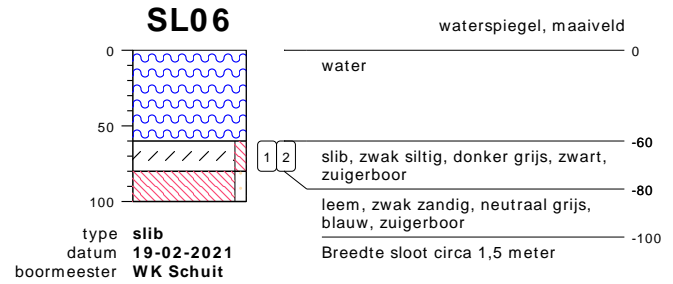 SL06
waterspiegel, maaiveld
0
0
water
50
-60
1 2
slib, zwak siltig, donker grijs, zwart,
zuigerboor
-80
leem, zwak zandig, neutraal grijs,
blauw, zuigerboor
100
-100
Breedte sloot circa 1,5 meter
type slib
datum 19-02-2021
boormeester WK Schuit